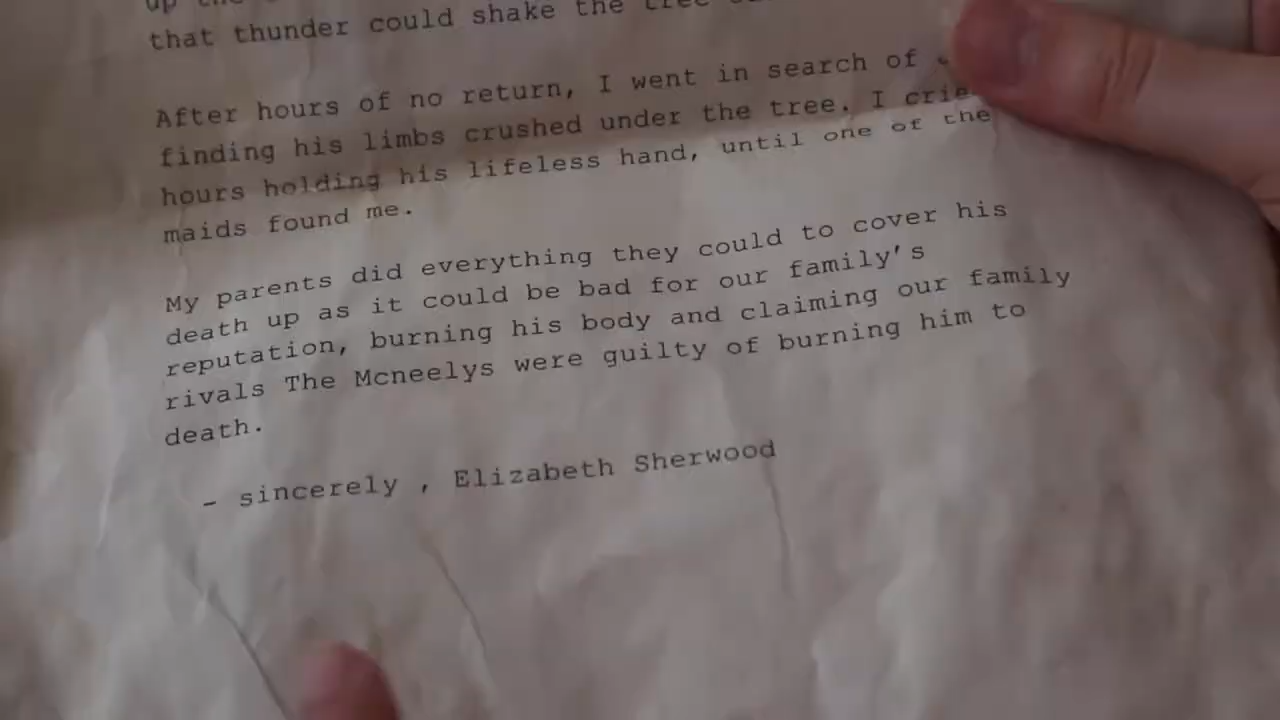 up the
that thunder could shake the tree
After hours of no return, I went in search of
finding his limbs crushed under the tree. I
hours holding his lifeless hand, until one of the
maids found me.
My parents did everything they could to cover his
death up as it could be bad for our family's
reputation, burning his body and claiming our family
rivals The Mcneelys were guilty of burning him to
death.
- sincerely , Elizabeth Sherwood